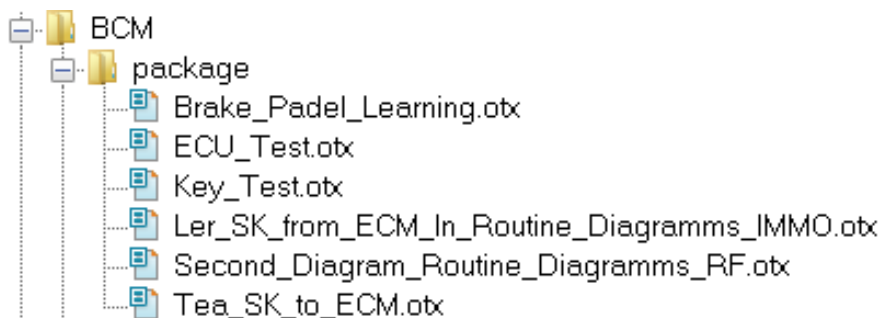 BCM
package
Brake_Padel_Learning.otx
ECU_Test.otx
Key_Test.otx
Ler_SK_from_ECM_In_Routine_Diagramms_IMMO.otx
Second_Diagram_Routine_Diagramms_RF.otx
Tea_SK_to_ECM.otx